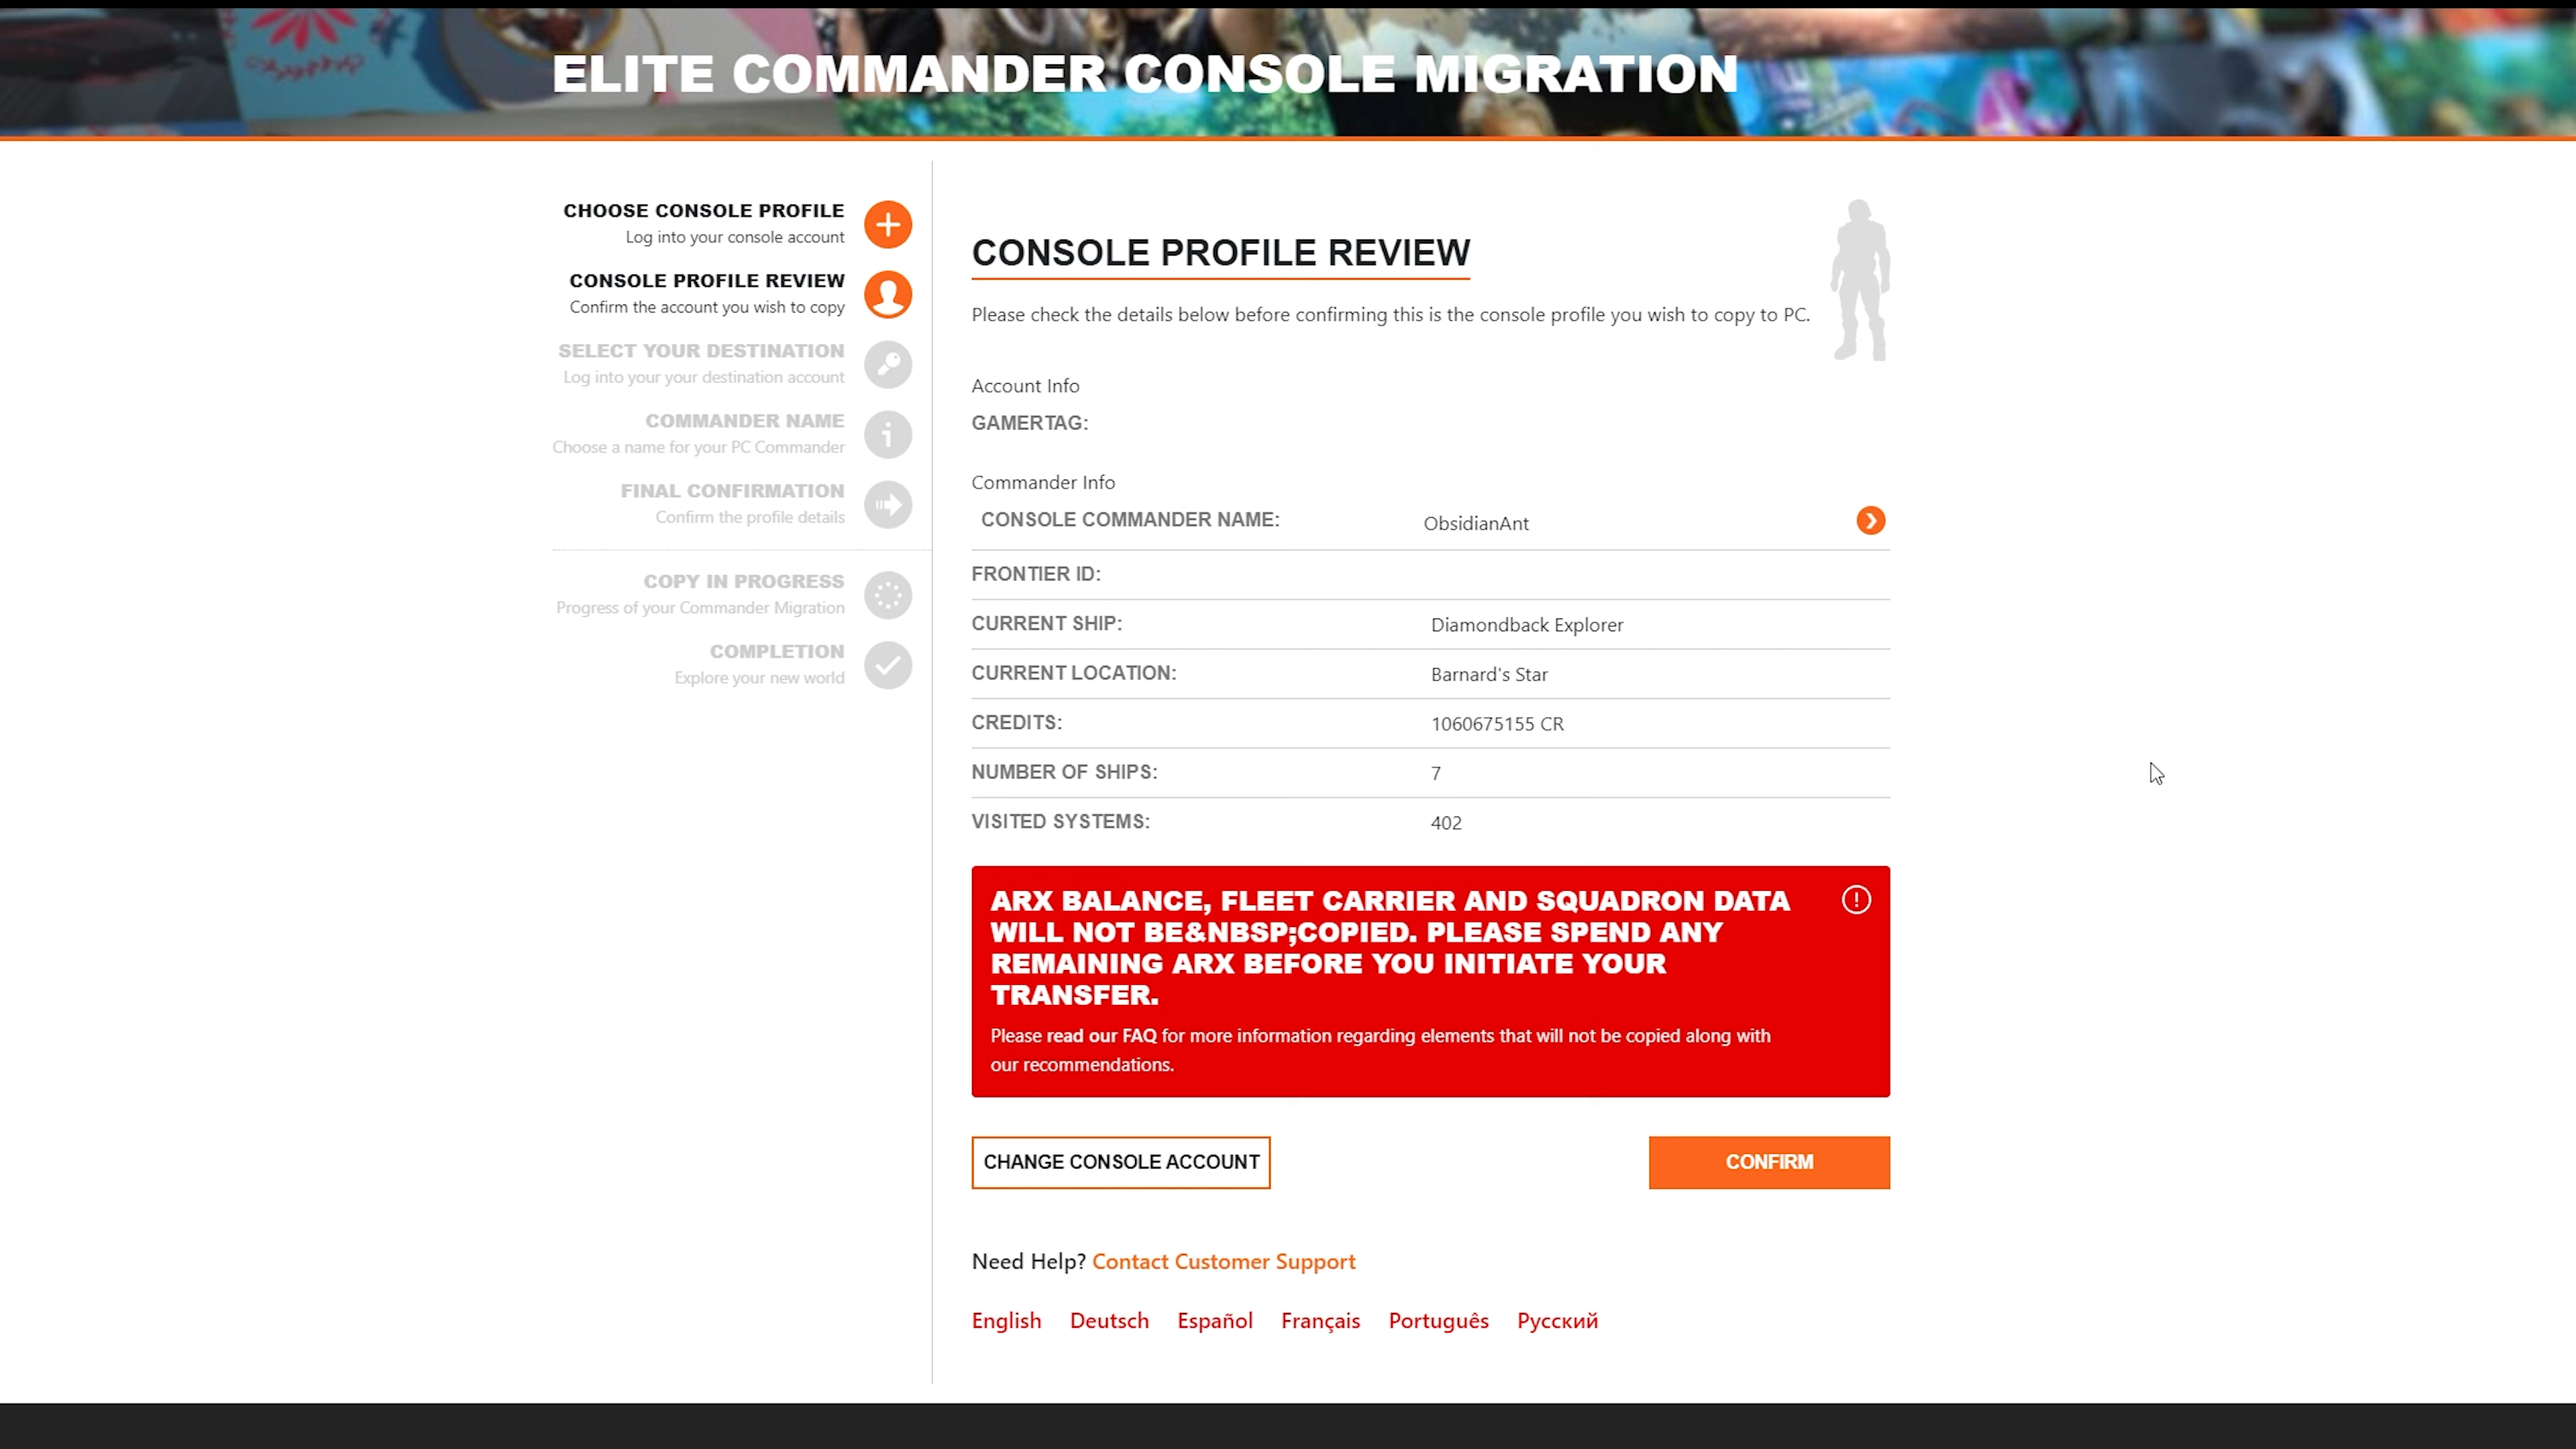 ELITE COMMANDER CONSOLE MIGRATION
CHOOSE CONSOLE PROFILE
Log into your console account
CONSOLE PROFILE REVIEW
Confirm the account you wish to copy
SELECT YOUR DESTINATION
Log into your your destination account
COMMANDER NAME
Choose a name for your PC Commander
FINAL CONFIRMATION
Confirm the profile details
COPY IN PROGRESS
Progress of your Commander Migration
COMPLETION
Explore your new world
CONSOLE PROFILE REVIEW
Please check the details below before confirming this is the console profile you wish to copy to PC.
Account Info
GAMERTAG:
Commander Info
CONSOLE COMMANDER NAME: ObsidianAnt
FRONTIER ID:
CURRENT SHIP: Diamondback Explorer
CURRENT LOCATION: Barnard's Star
CREDITS: 1060675155 CR
NUMBER OF SHIPS: 7
VISITED SYSTEMS: 402
ARX BALANCE, FLEET CARRIER AND SQUADRON DATA
WILL NOT BE&NBSP;COPIED. PLEASE SPEND ANY
REMAINING ARX BEFORE YOU INITIATE YOUR
TRANSFER.
Please read our FAQ for more information regarding elements that will not be copied along with
our recommendations.
CHANGE CONSOLE ACCOUNT CONFIRM
Need Help? Contact Customer Support
English Deutsch Español Français Português Русский